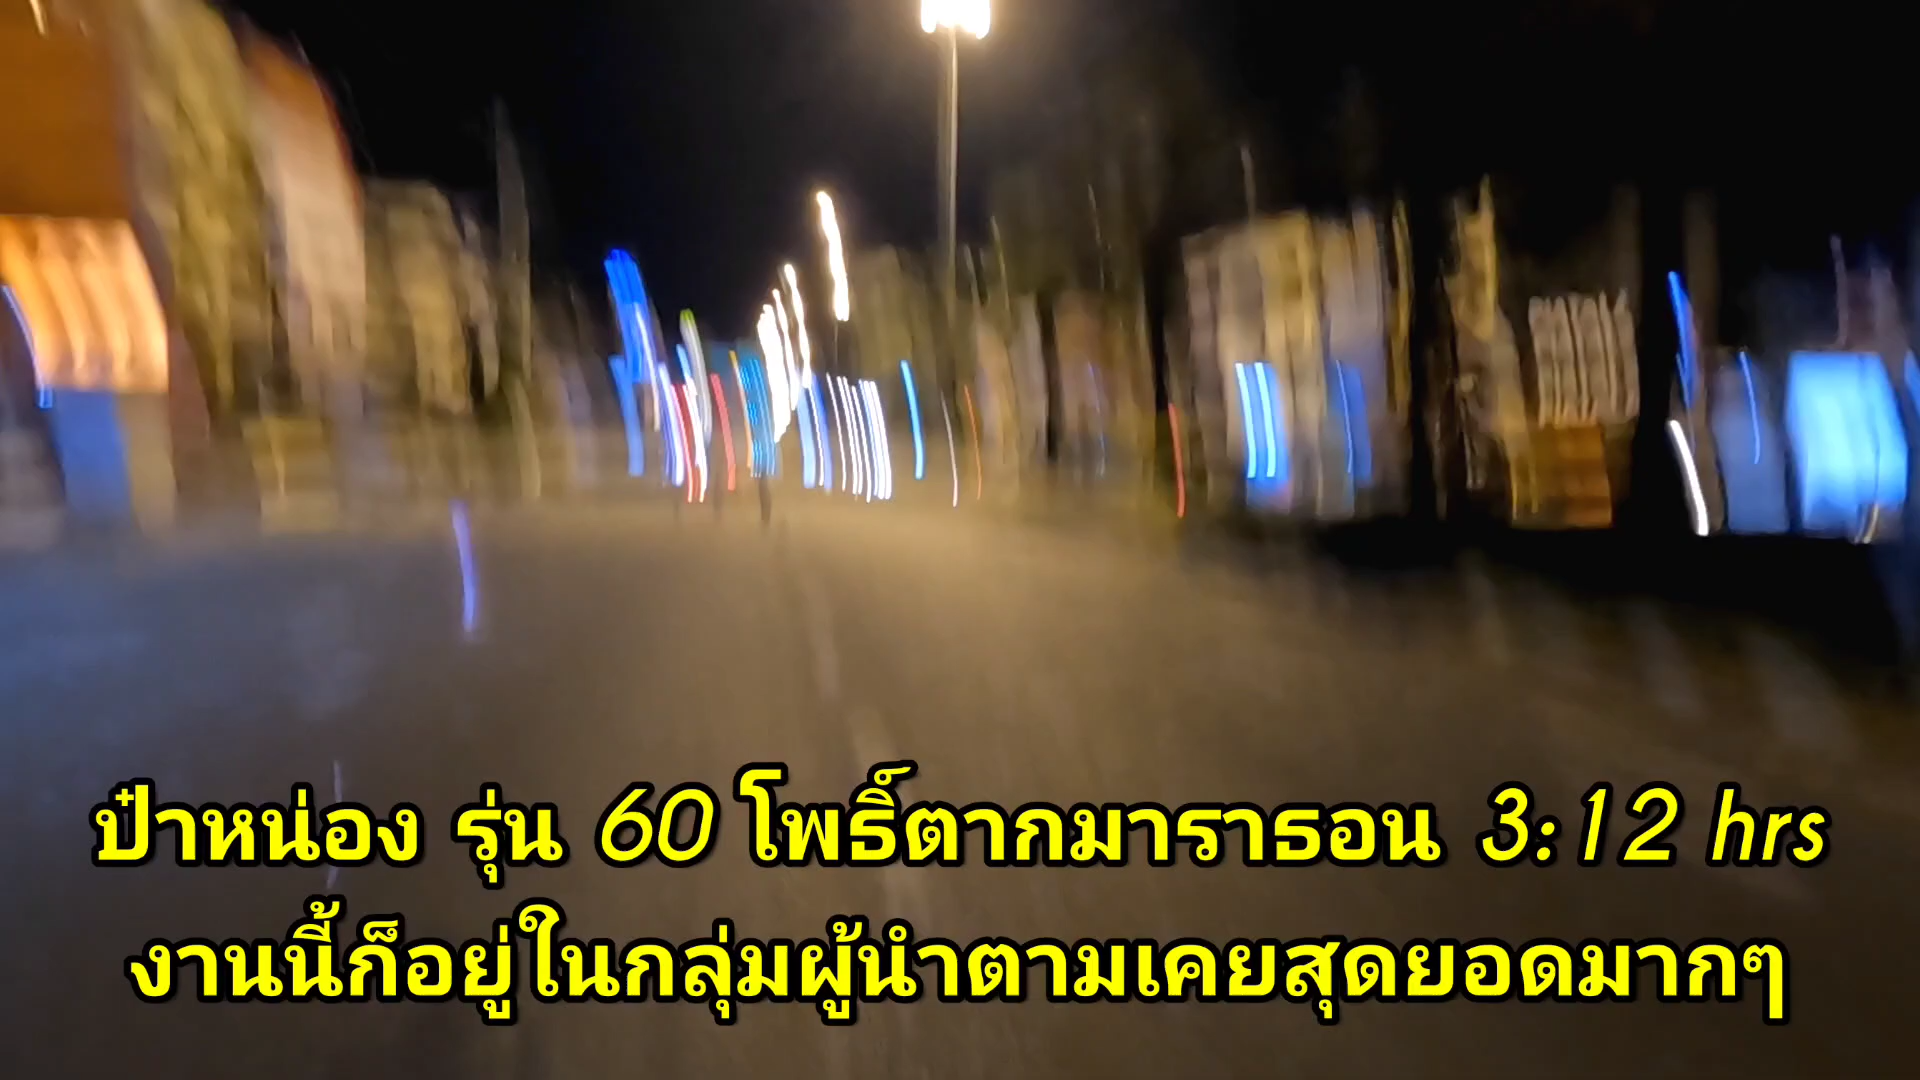 ป๋าหน่อง รุ่น 60 โพธิ์ตากมาราธอน 3:12 hrs
งานนี้ก็อยู่ในกลุ่มผู้นำตามเคยสุดยอดมากๆ